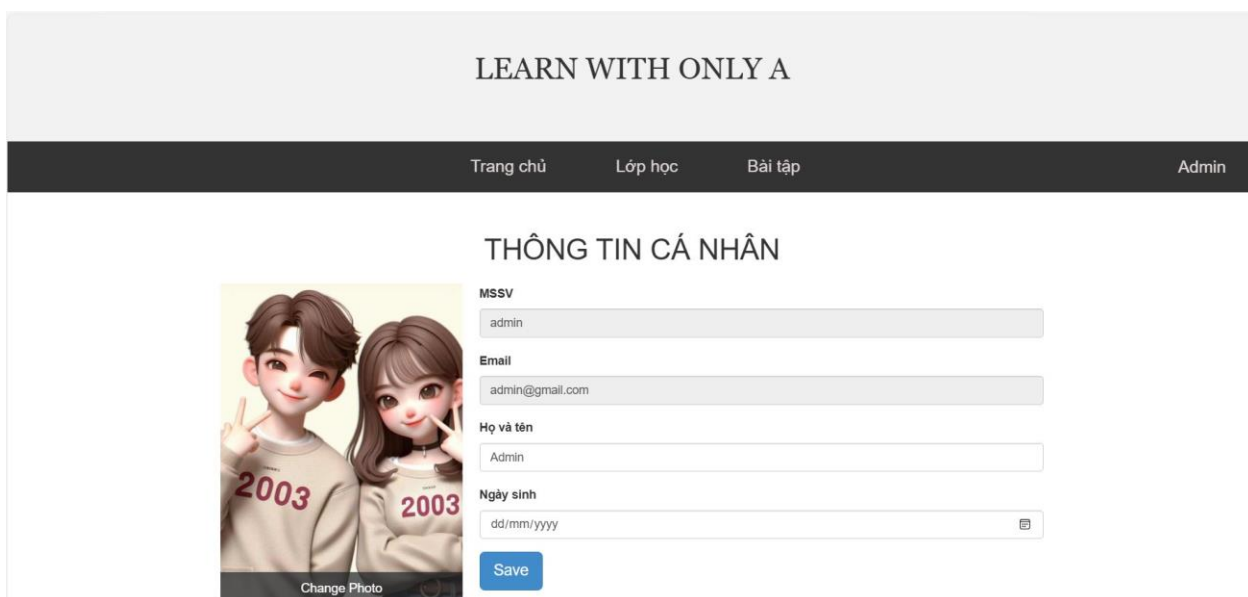 LEARN WITH ONLY A
Trang chủ Lớp học Bài tập Admin
THÔNG TIN CÁ NHÂN
MSSV
admin
Email
admin@gmail.com
Họ và tên
Admin
Ngày sinh
dd/mm/yyyy
Save
2003
2003
Change Photo